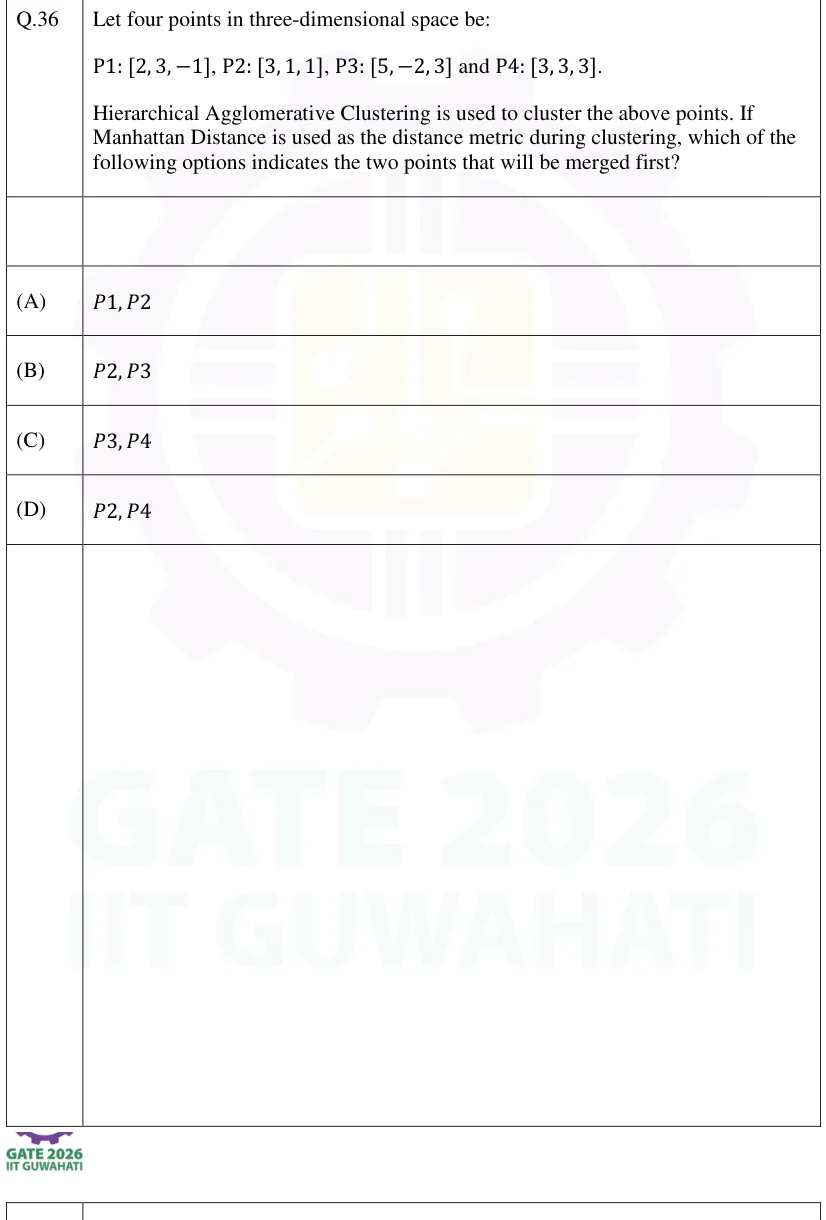 Q.36 Let four points in three-dimensional space be:
P1: [2, 3, −1], P2: [3, 1, 1], P3: [5, −2, 3] and P4: [3, 3, 3].
Hierarchical Agglomerative Clustering is used to cluster the above points. If
Manhattan Distance is used as the distance metric during clustering, which of the
following options indicates the two points that will be merged first?
(A) P1, P2
(B) P2, P3
(C) P3, P4
(D) P2, P4
GATE 2026
IIT GUWAHATI
GATE 2026
IIT GUWAHATI